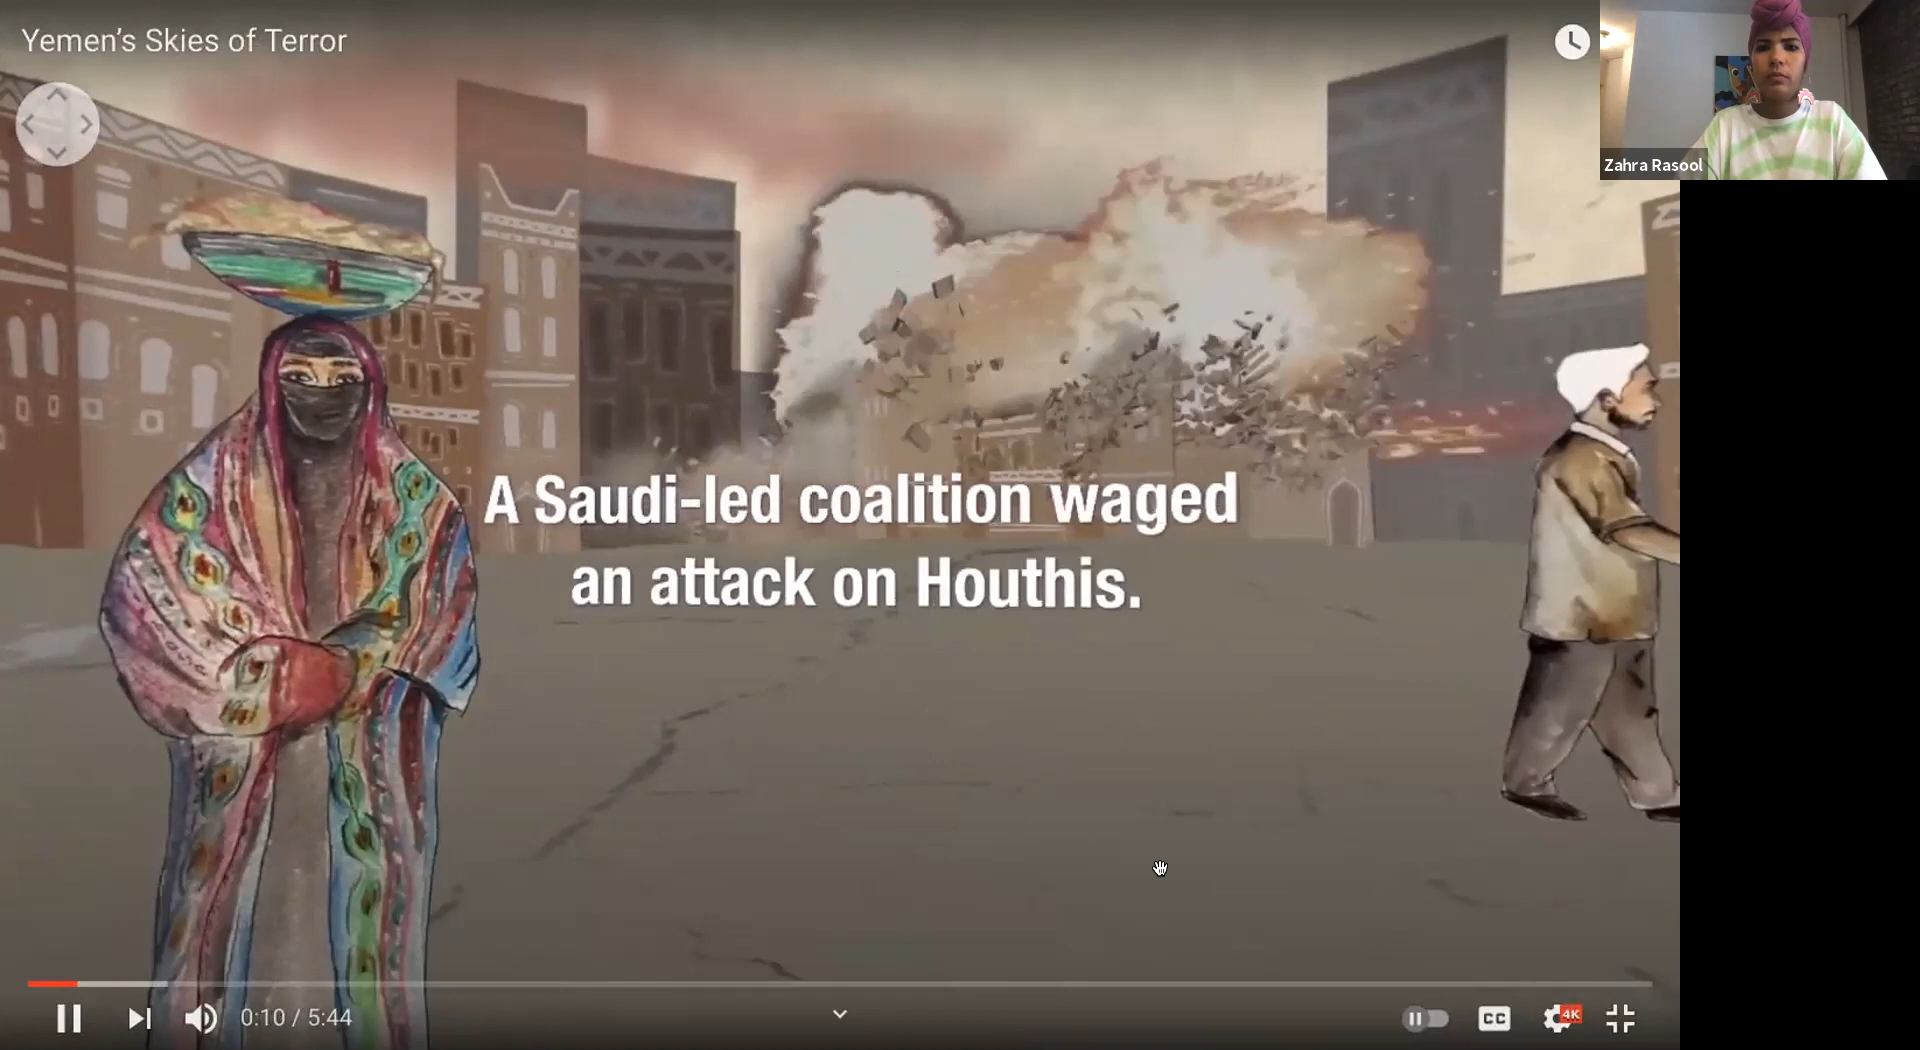 Yemen's Skies of Terror
Zahra Rasool
A Saudi-led coalition waged
an attack on Houthis.
0:10 / 5:44
CC
4K